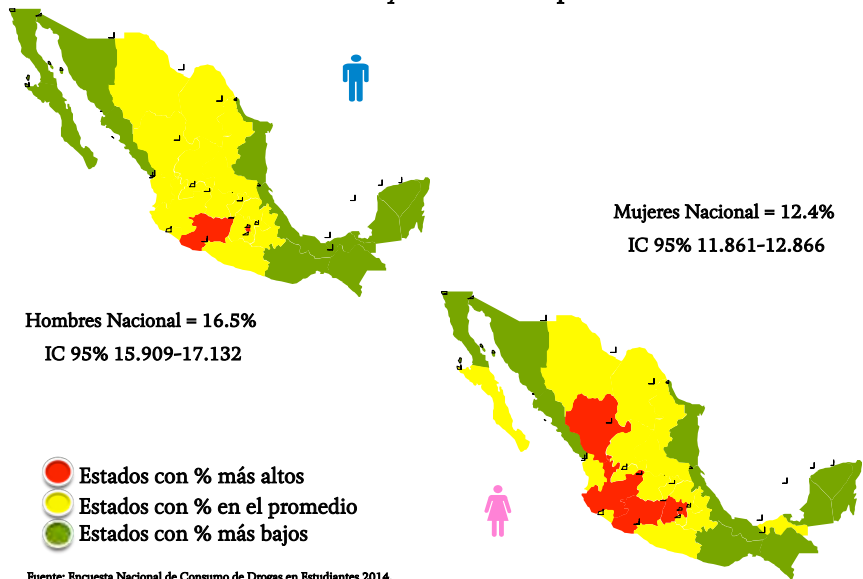 Mujeres Nacional = 12.4%
IC 95% 11.861-12.866
Hombres Nacional = 16.5%
IC 95% 15.909-17.132
Estados con % más altos
Estados con % en el promedio
Estados con % más bajos
Fuente: Encuesta Nacional de Consumo de Drogas en Estudiantes 2014